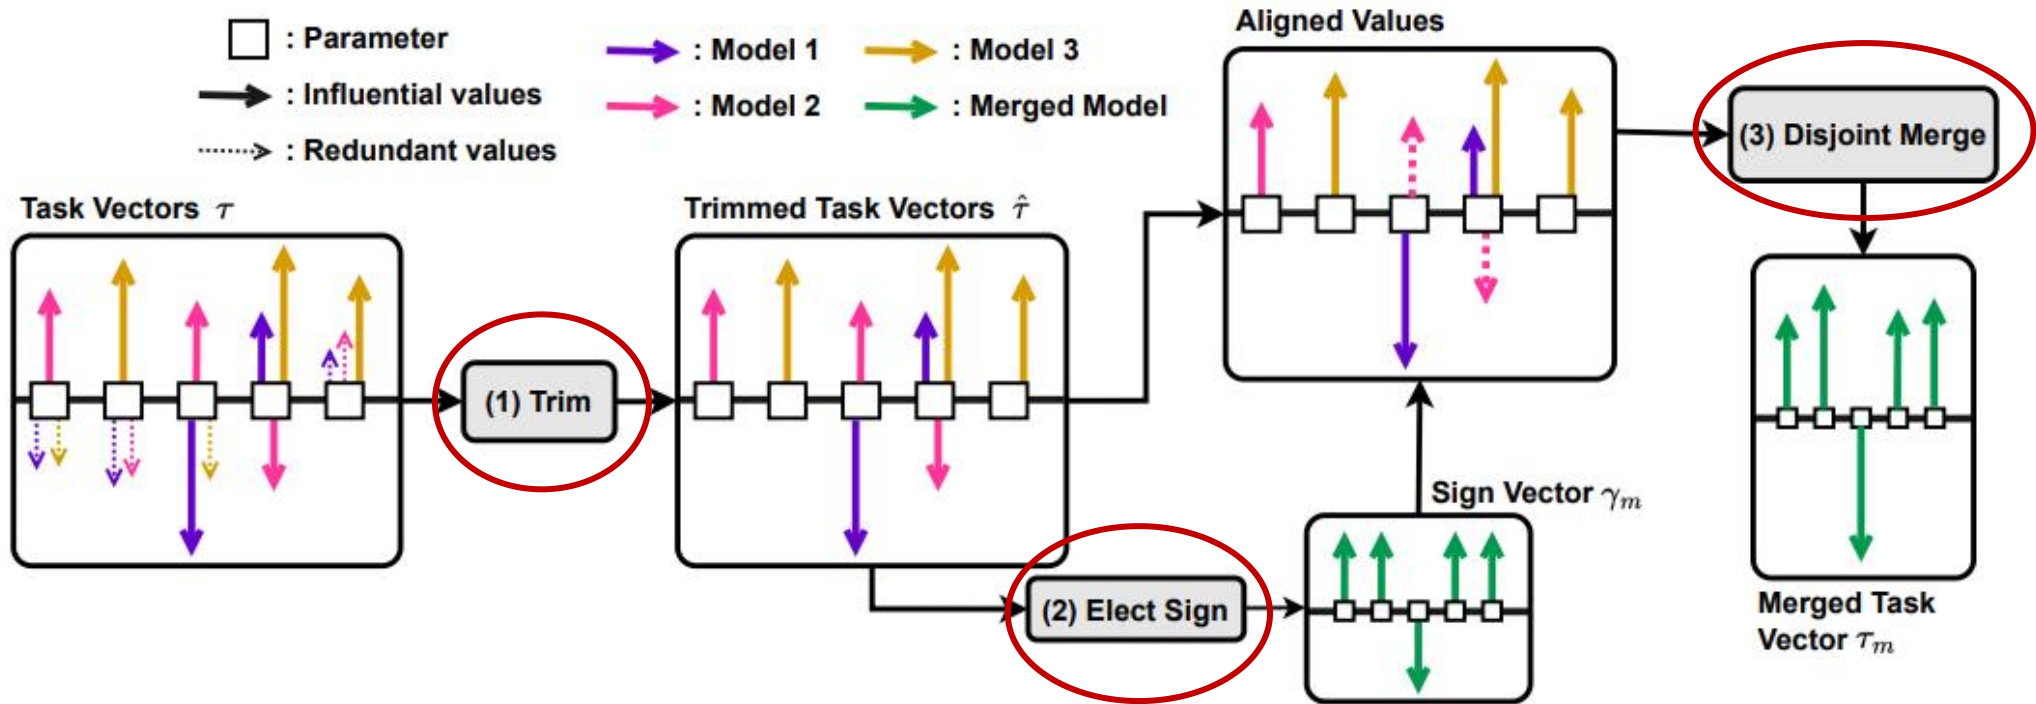 : Parameter
: Influential values
: Redundant values
: Model 1
: Model 2
: Model 3
: Merged Model
Task Vectors τ
(1) Trim
Trimmed Task Vectors τ̂
(2) Elect Sign
Sign Vector γₘ
Aligned Values
(3) Disjoint Merge
Merged Task
Vector τₘ